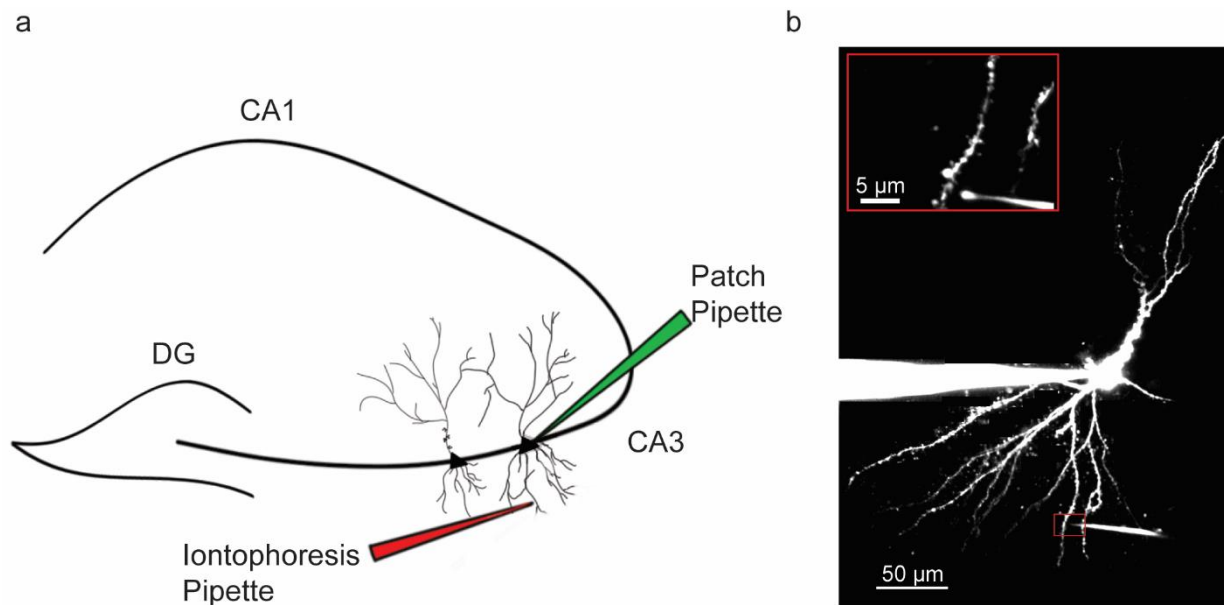 a
CA1
DG
Patch
Pipette
CA3
Iontophoresis
Pipette
b
5 µm
50 µm